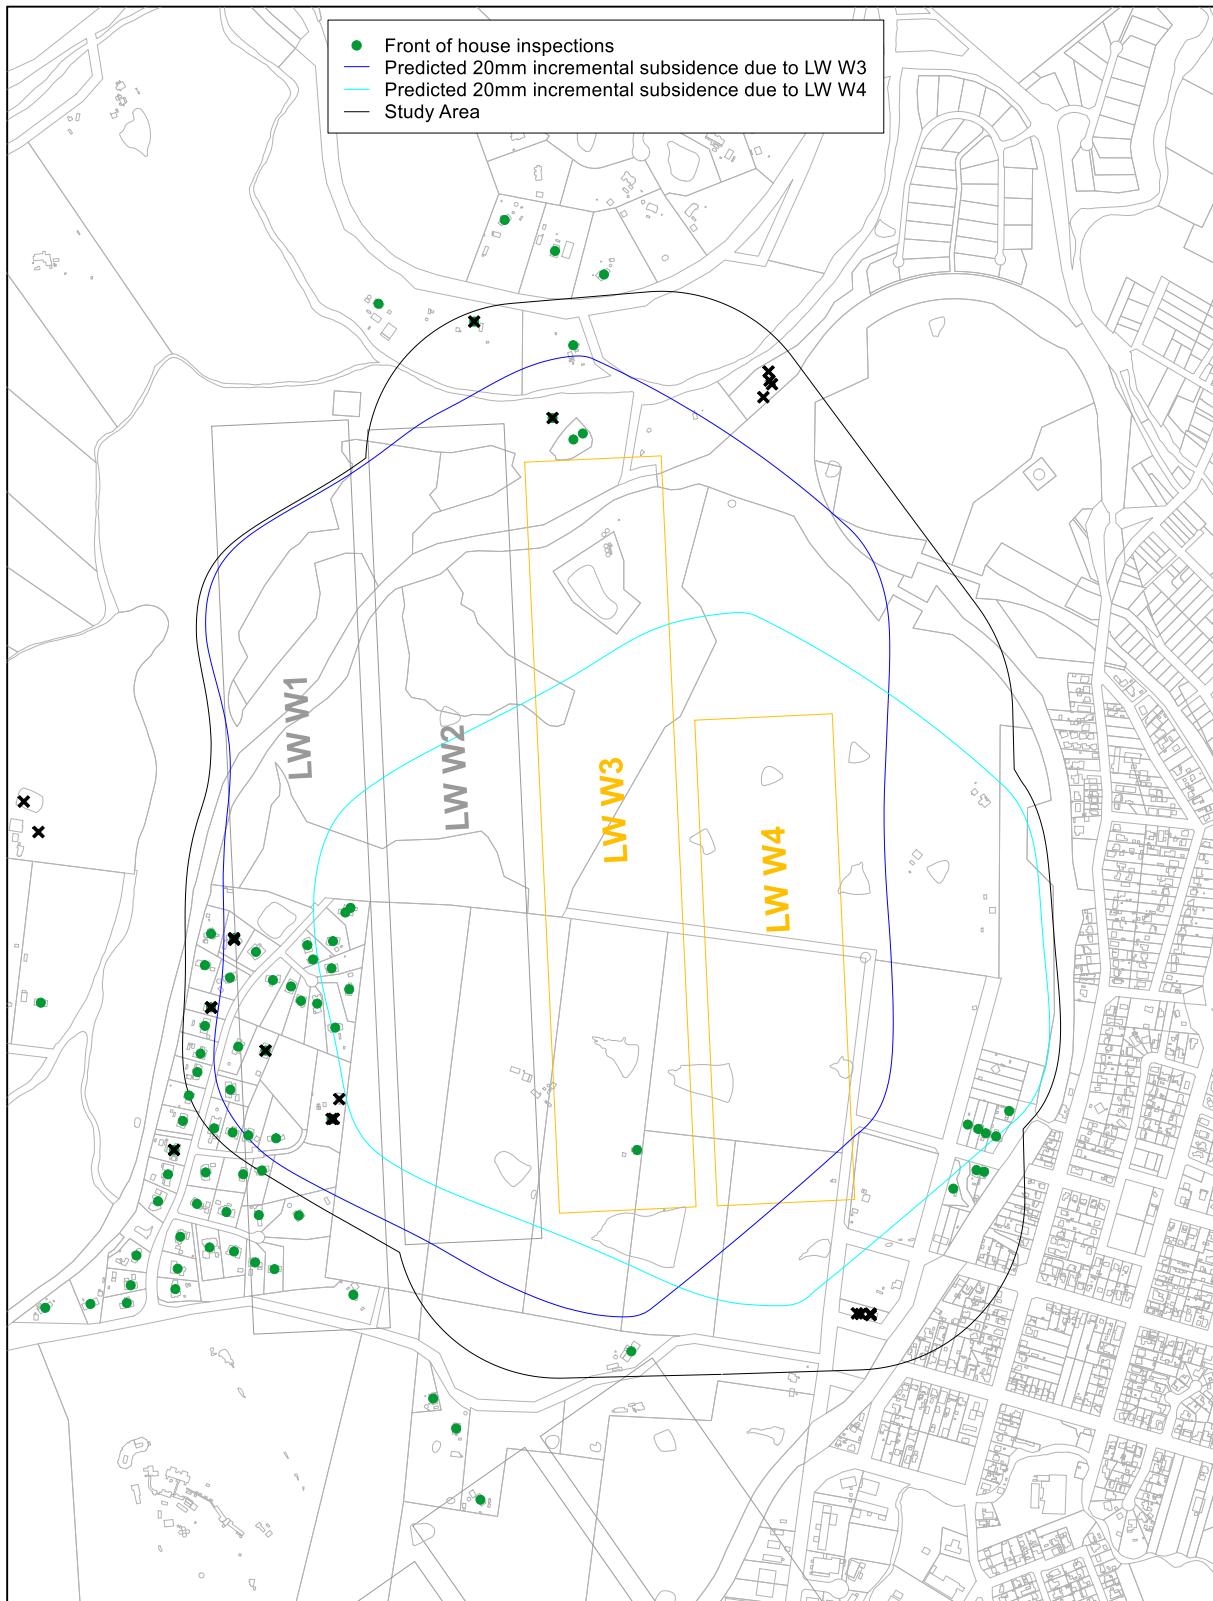 Front of house inspections
Predicted 20mm incremental subsidence due to LW W3
Predicted 20mm incremental subsidence due to LW W4
Study Area
LW W1
LW W2
LW W3
LW W4